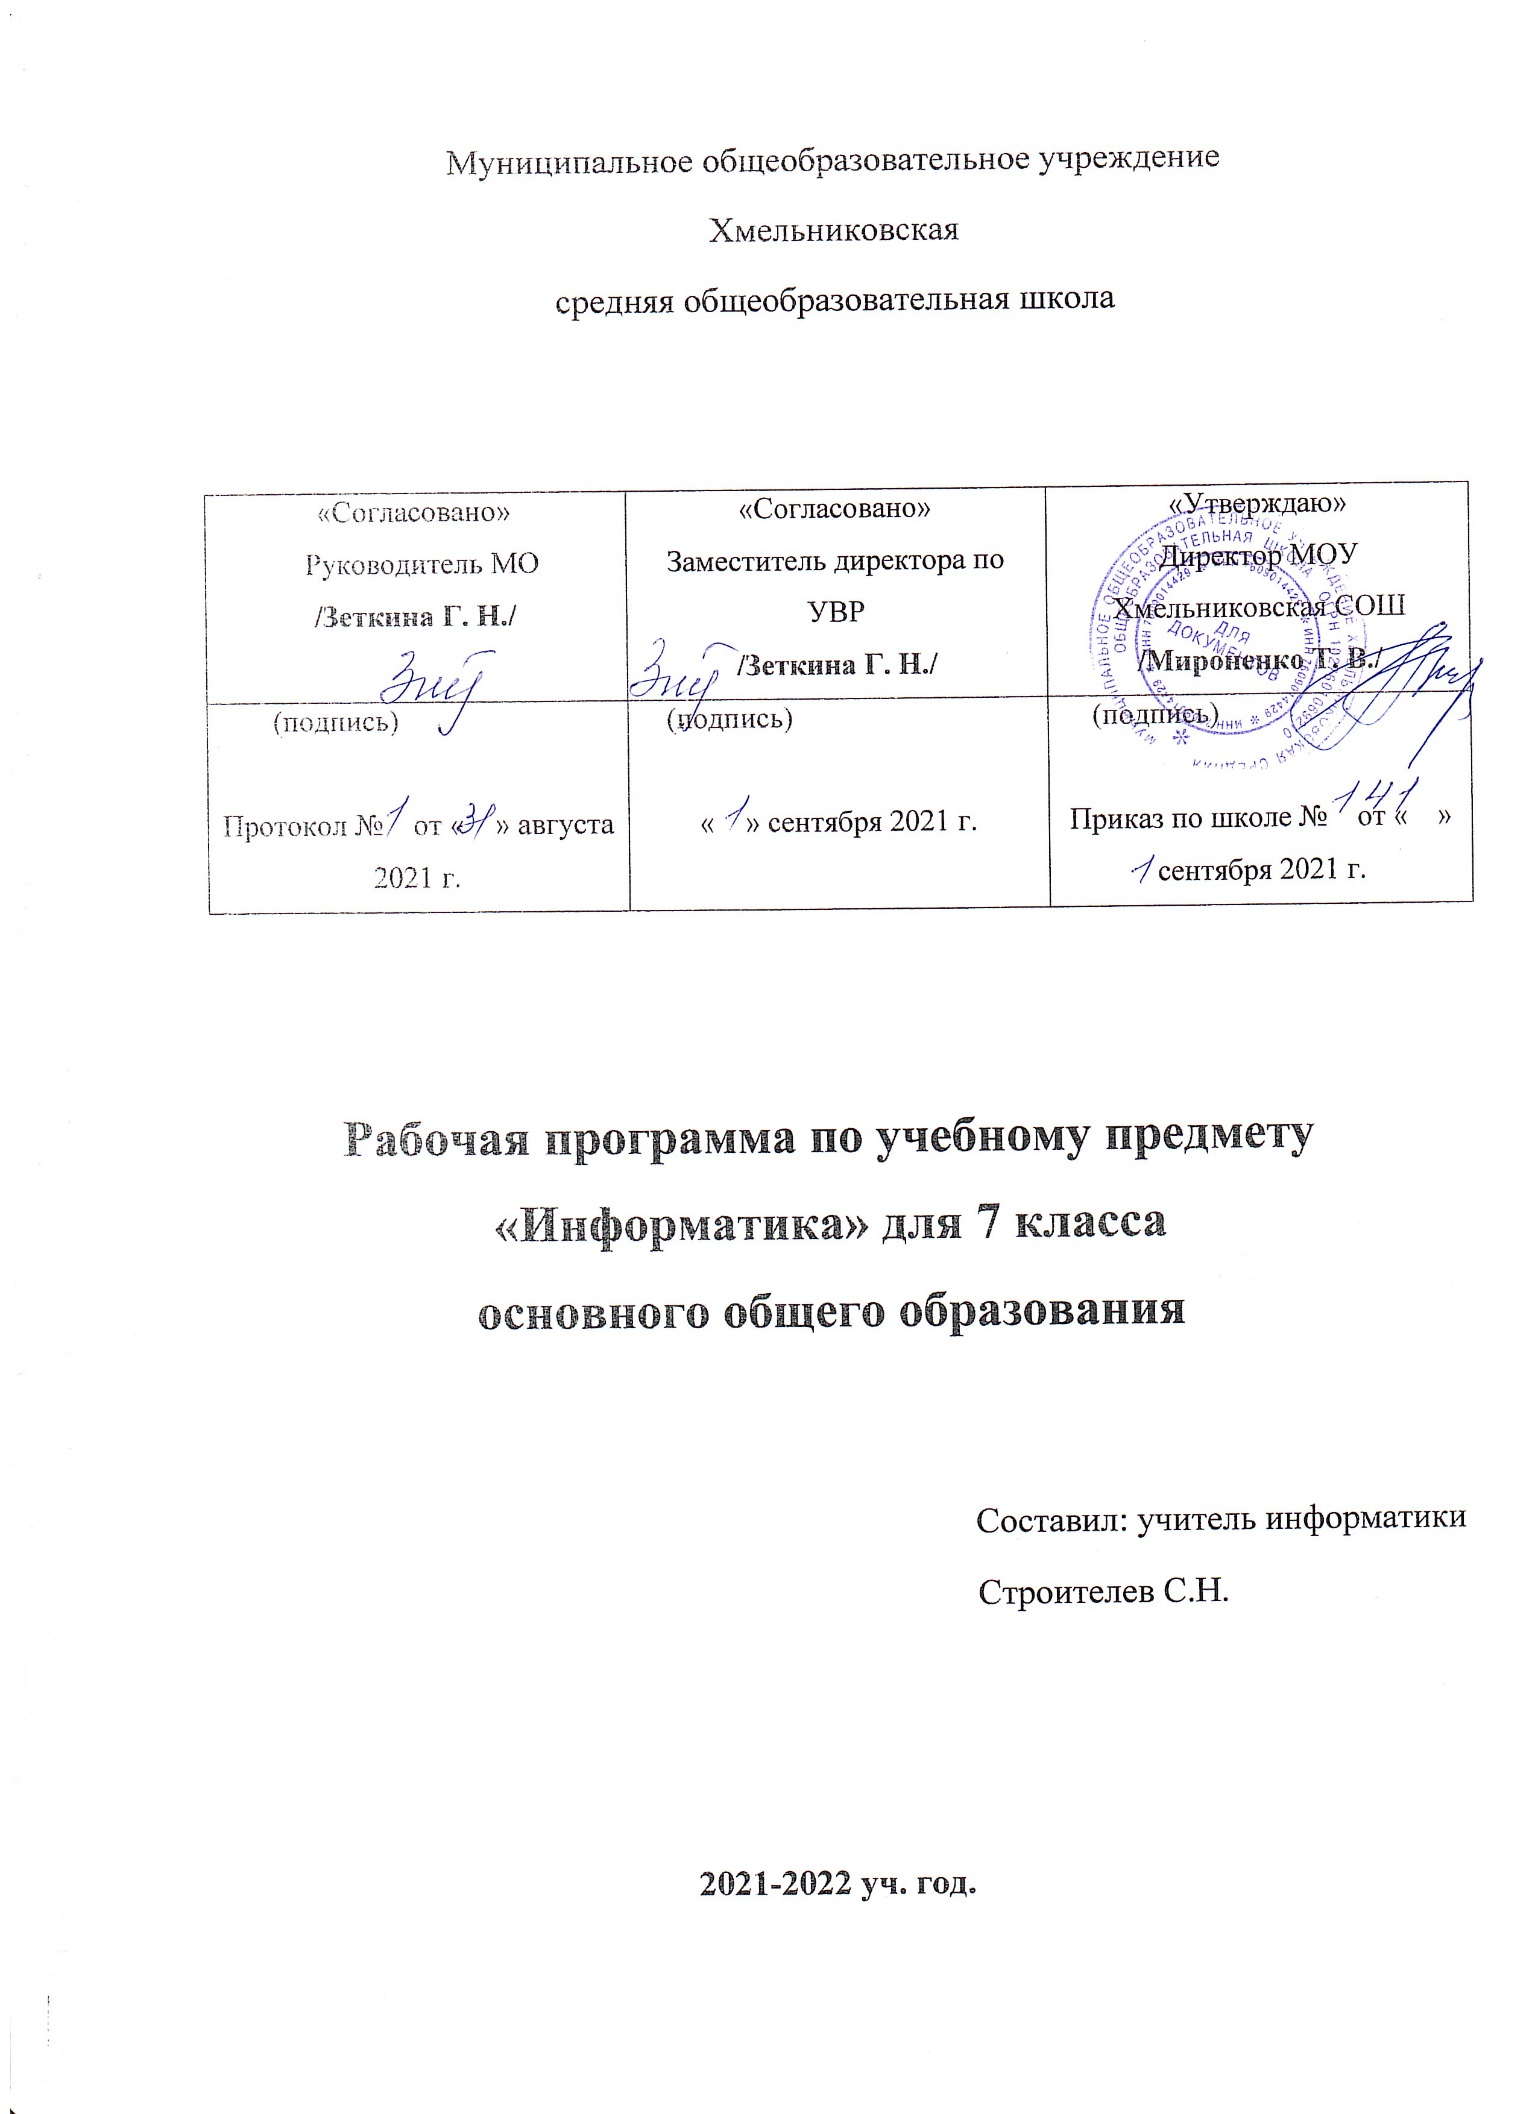 Муниципальное общеобразовательное учреждение
Хмельниковская
средняя общеобразовательная школа
«Согласовано»
Руководитель МО
/Зеткина Г. Н./
(подпись)
Протокол №1 от «31» августа
2021 г.
«Согласовано»
Заместитель директора по
УВР
/Зеткина Г. Н./
(подпись)
«1» сентября 2021 г.
«Утверждаю»
Директор МОУ
Хмельниковская СОШ
/Мироненко Т. В./
(подпись)
Приказ по школе № 141 от « »
1 сентября 2021 г.
ДЛЯ
ДОКУМЕНТОВ
Рабочая программа по учебному предмету
«Информатика» для 7 класса
основного общего образования
Составил: учитель информатики
Строителев С.Н.
2021-2022 уч. год.